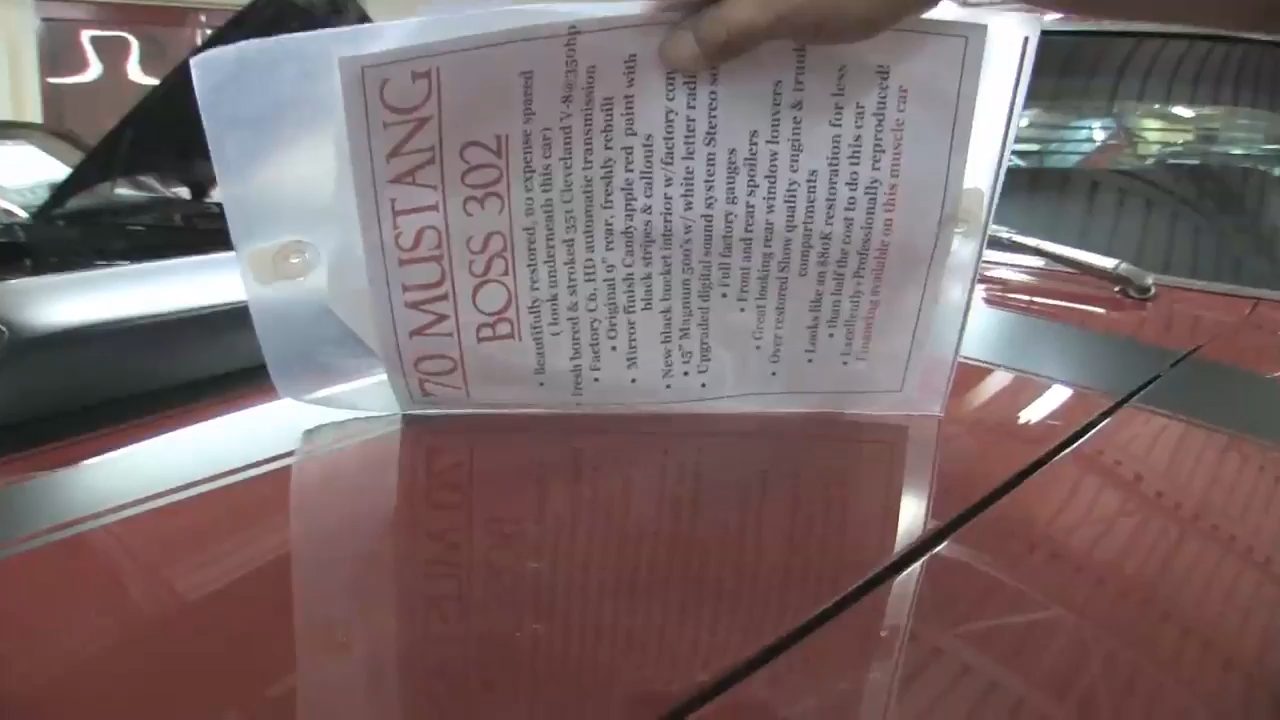 70 MUSTANG
BOSS 302
• Beautifully restored, no expense spared
( look underneath this car)
• Fresh bored & stroked 351 Cleveland V-8@350hp
• Factory C6, HD automatic transmission
• Original 9" rear, freshly rebuilt
• Mirror finish Candyapple red paint with
black stripes & callouts
• New black bucket interior w/factory con
• 15" Magnum 500's w/ white letter radi
• Upgraded digital sound system Stereo so
• Full factory gauges
• Front and rear spoilers
• Great looking rear window louvers
• Over restored Show quality engine & trunk
compartments
• Looks like an $80K restoration for less
• than half the cost to do this car
• Excellently+Professionally reproduced!
Financing available on this muscle car